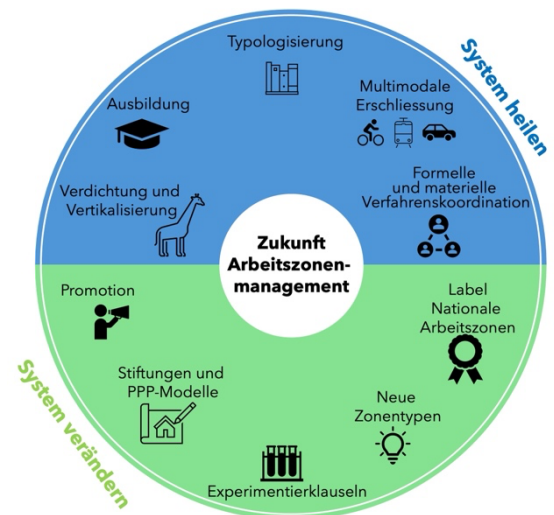 Typologisierung
System heilen
Ausbildung
Multimodale
Erschliessung
Verdichtung und
Vertikalisierung
Formelle
und materielle
Verfahrenskoordination
Zukunft
Arbeitszonen-
management
Promotion
Label
Nationale
Arbeitszonen
Stiftungen und
PPP-Modelle
Neue
Zonentypen
System verändern
Experimentierklauseln